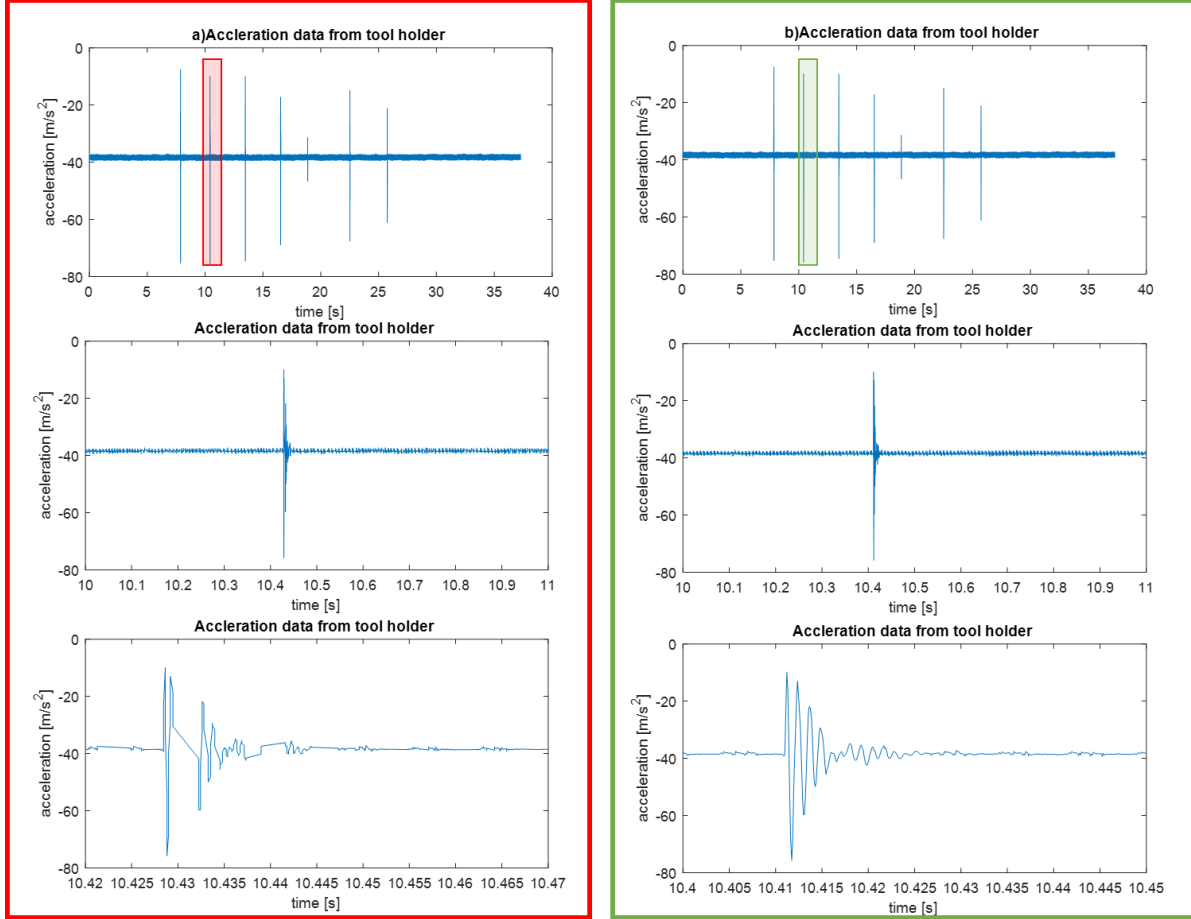 a)Accleration data from tool holder
0
-20
-40
-60
-80
acceleration [m/s2]
0 5 10 15 20 25 30 35 40
time [s]
Accleration data from tool holder
0
-20
-40
-60
-80
acceleration [m/s2]
10 10.1 10.2 10.3 10.4 10.5 10.6 10.7 10.8 10.9 11
time [s]
Accleration data from tool holder
0
-20
-40
-60
-80
acceleration [m/s2]
10.42 10.425 10.43 10.435 10.44 10.445 10.45 10.455 10.46 10.465 10.47
time [s]
b)Accleration data from tool holder
0
-20
-40
-60
-80
acceleration [m/s2]
0 5 10 15 20 25 30 35 40
time [s]
Accleration data from tool holder
0
-20
-40
-60
-80
acceleration [m/s2]
10 10.1 10.2 10.3 10.4 10.5 10.6 10.7 10.8 10.9 11
time [s]
Accleration data from tool holder
0
-20
-40
-60
-80
acceleration [m/s2]
10.4 10.405 10.41 10.415 10.42 10.425 10.43 10.435 10.44 10.445 10.45
time [s]